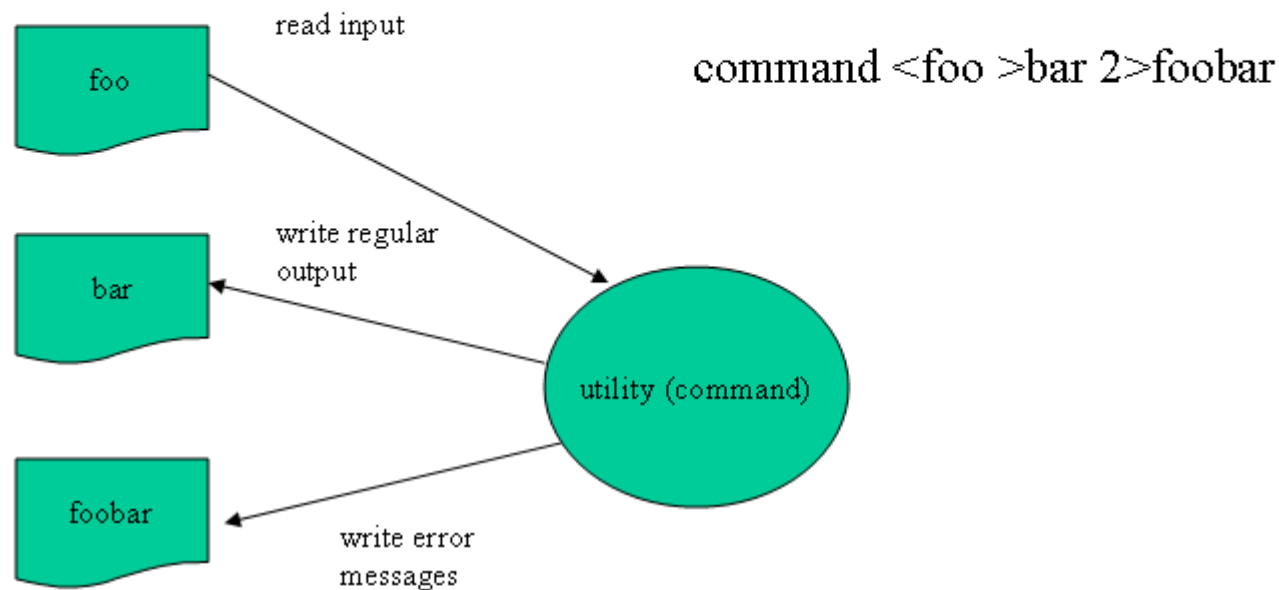 read input
command <foo >bar 2>foobar
foo
write regular
output
bar
utility (command)
foobar
write error
messages